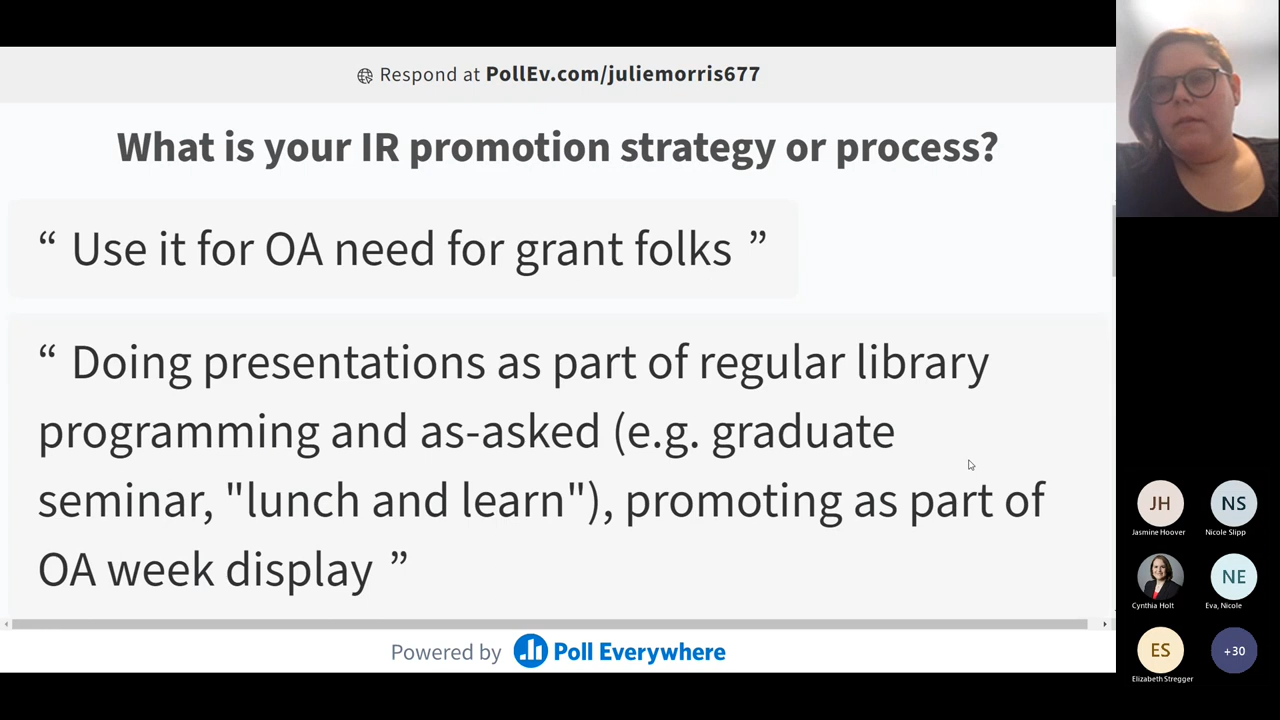 Respond at PollEv.com/juliemorris677
What is your IR promotion strategy or process?
“ Use it for OA need for grant folks ”
“ Doing presentations as part of regular library
programming and as-asked (e.g. graduate
seminar, "lunch and learn"), promoting as part of
OA week display ”
Powered by Poll Everywhere
JH
NS
Jasmine Hoover
Nicole Slipp
NE
Cynthia Holt
Eva, Nicole
ES
+30
Elizabeth Stregger